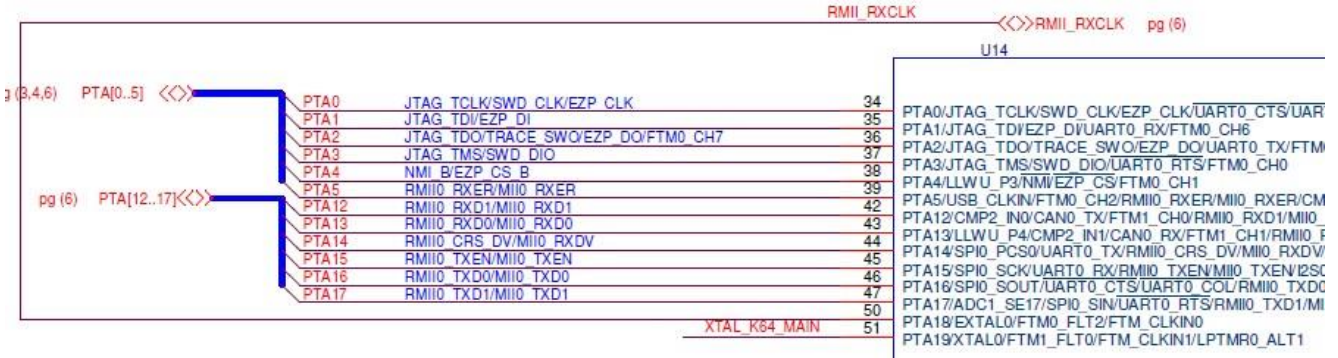 RMII_RXCLK
RMII_RXCLK pg (6)
U14
(3,4,6) PTA[0..5]
PTA0 JTAG_TCLK/SWD_CLK/EZP_CLK 34 PTA0/JTAG_TCLK/SWD_CLK/EZP_CLK/UART0_CTS/UAR
PTA1 JTAG_TDI/EZP_DI 35 PTA1/JTAG_TDI/EZP_DI/UART0_RX/FTM0_CH6
PTA2 JTAG_TDO/TRACE_SWO/EZP_DO/FTM0_CH7 36 PTA2/JTAG_TDO/TRACE_SWO/EZP_DO/UART0_TX/FTM
PTA3 JTAG_TMS/SWD_DIO 37 PTA3/JTAG_TMS/SWD_DIO/UART0_RTS/FTM0_CH0
PTA4 NMI_B/EZP_CS_B 38 PTA4/LLWU_P3/NMI/EZP_CS/FTM0_CH1
PTA5 RMII0_RXER/MII0_RXER 39 PTA5/USB_CLKIN/FTM0_CH2/RMII0_RXER/MII0_RXER/CM
pg (6) PTA[12..17]
PTA12 RMII0_RXD1/MII0_RXD1 42 PTA12/CMP2_IN0/CAN0_TX/FTM1_CH0/RMII0_RXD1/MII0_
PTA13 RMII0_RXD0/MII0_RXD0 43 PTA13/LLWU_P4/CMP2_IN1/CAN0_RX/FTM1_CH1/RMII0_
PTA14 RMII0_CRS_DV/MII0_RXDV 44 PTA14/SPI0_PCS0/UART0_TX/RMII0_CRS_DV/MII0_RXDV/
PTA15 RMII0_TXEN/MII0_TXEN 45 PTA15/SPI0_SCK/UART0_RX/RMII0_TXEN/MII0_TXEN/I2S0
PTA16 RMII0_TXD0/MII0_TXD0 46 PTA16/SPI0_SOUT/UART0_CTS/UART0_COL/RMII0_TXD0
PTA17 RMII0_TXD1/MII0_TXD1 47 PTA17/ADC1_SE17/SPI0_SIN/UART0_RTS/RMII0_TXD1/MI
50 PTA18/EXTAL0/FTM0_FLT2/FTM_CLKIN0
XTAL_K64_MAIN 51 PTA19/XTAL0/FTM1_FLT0/FTM_CLKIN1/LPTMR0_ALT1